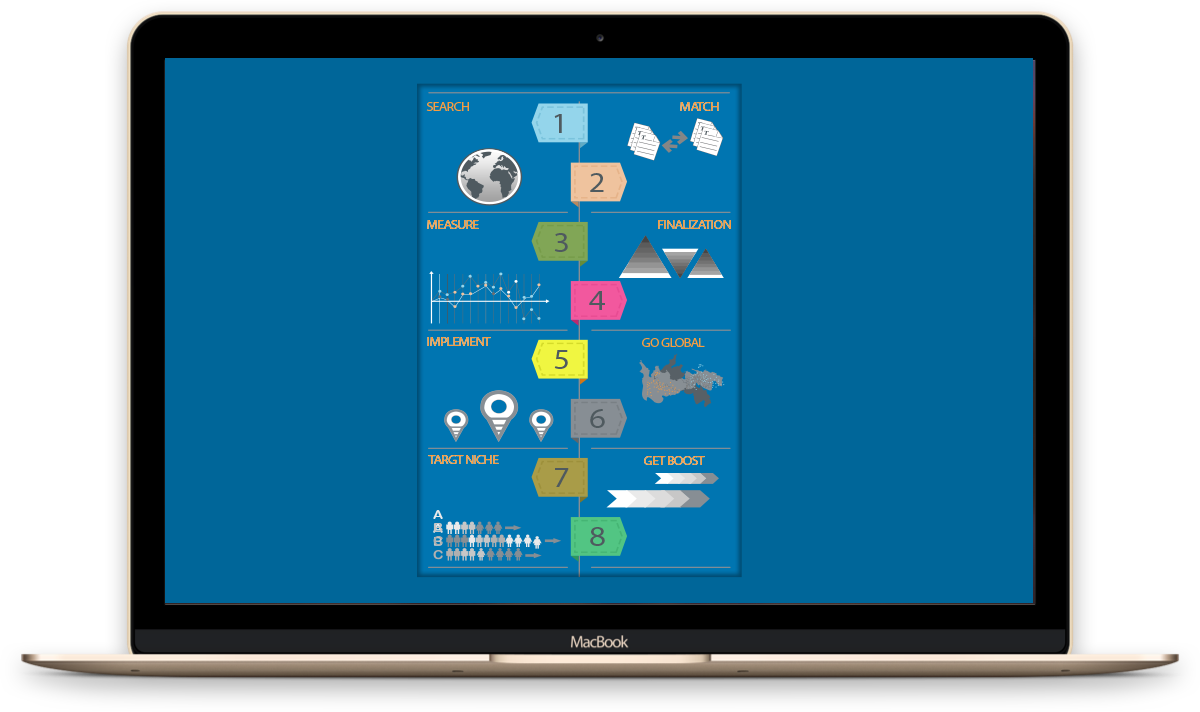 SEARCH
1
MATCH
2
MEASURE
3
FINALIZATION
4
IMPLEMENT
5
GO GLOBAL
6
TARGT NICHE
7
GET BOOST
A
B
C
8
MacBook